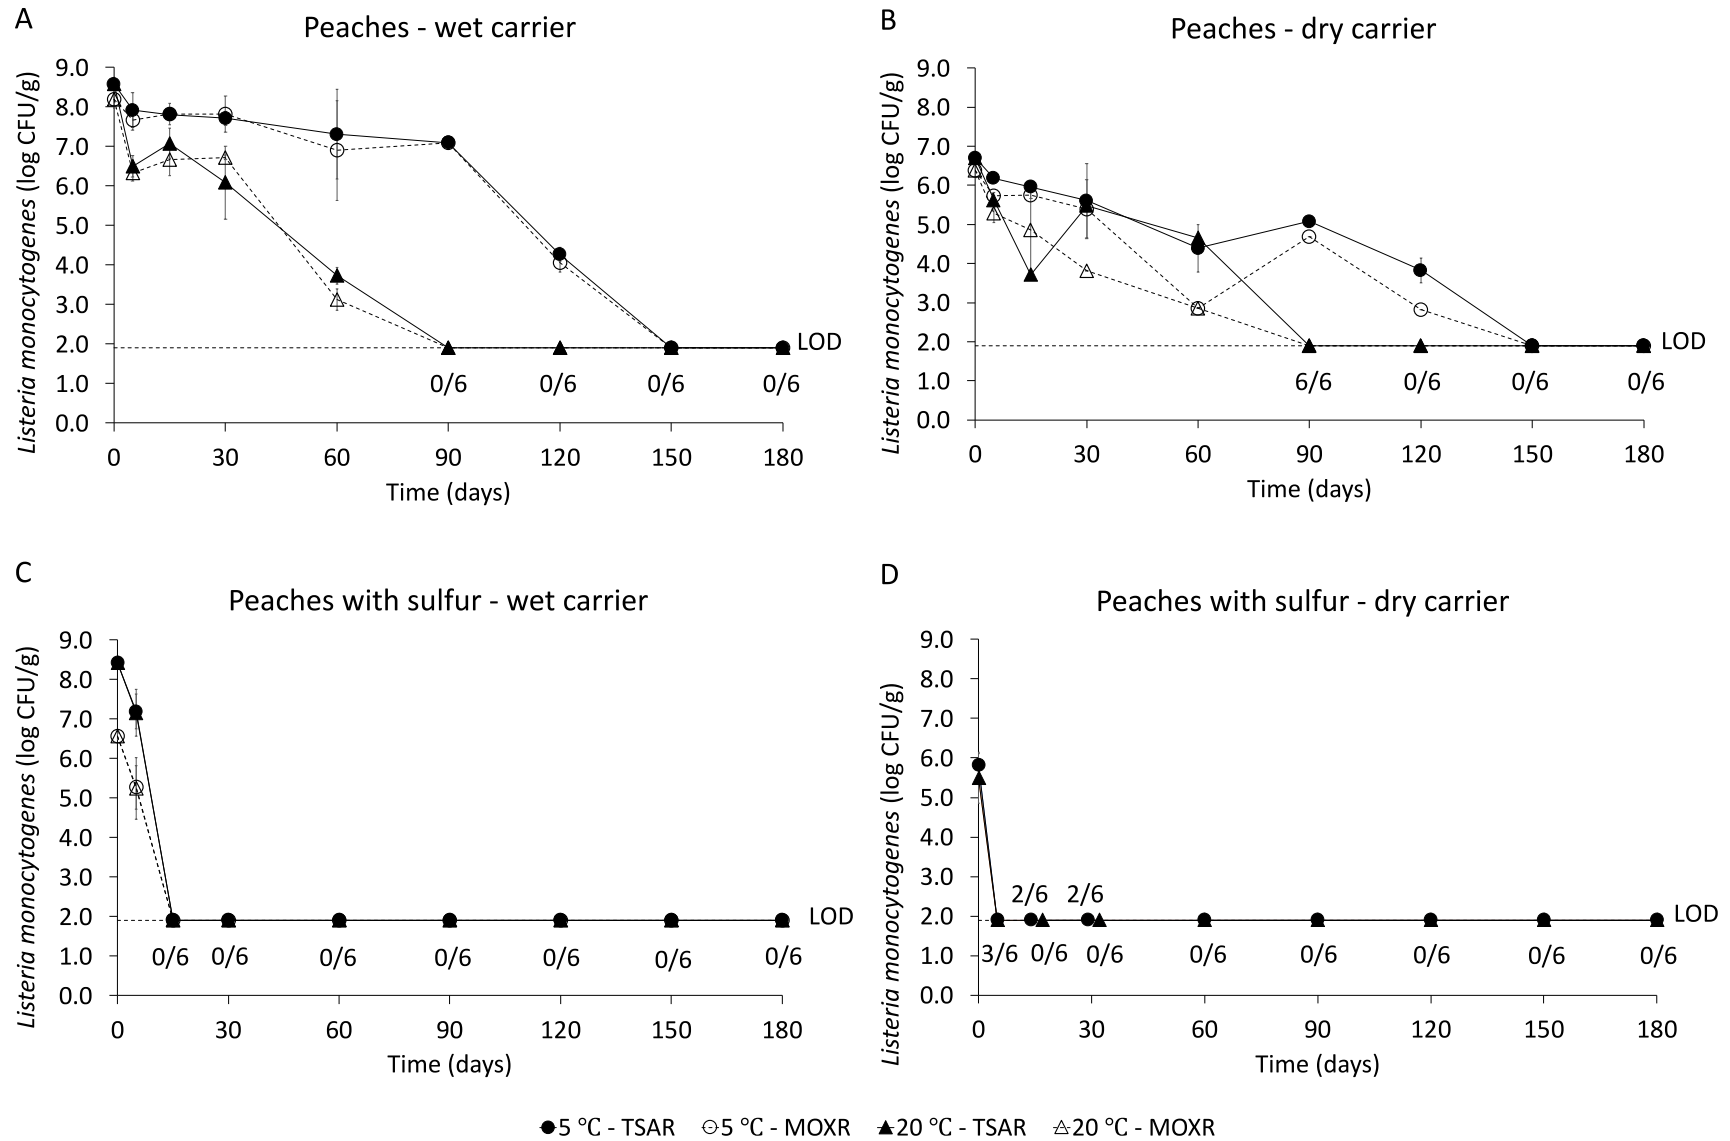 A
Peaches - wet carrier
Listeria monocytogenes (log CFU/g)
9.0
8.0
7.0
6.0
5.0
4.0
3.0
2.0
1.0
0.0
LOD
0/6 0/6 0/6 0/6
0 30 60 90 120 150 180
Time (days)
B
Peaches - dry carrier
Listeria monocytogenes (log CFU/g)
9.0
8.0
7.0
6.0
5.0
4.0
3.0
2.0
1.0
0.0
LOD
6/6 0/6 0/6 0/6
0 30 60 90 120 150 180
Time (days)
C
Peaches with sulfur - wet carrier
Listeria monocytogenes (log CFU/g)
9.0
8.0
7.0
6.0
5.0
4.0
3.0
2.0
1.0
0.0
LOD
0/6 0/6 0/6 0/6 0/6 0/6 0/6
0 30 60 90 120 150 180
Time (days)
D
Peaches with sulfur - dry carrier
Listeria monocytogenes (log CFU/g)
9.0
8.0
7.0
6.0
5.0
4.0
3.0
2.0
1.0
0.0
2/6 2/6
LOD
3/6 0/6 0/6 0/6 0/6 0/6 0/6 0/6
0 30 60 90 120 150 180
Time (days)
5 °C - TSAR 5 °C - MOXR 20 °C - TSAR 20 °C - MOXR